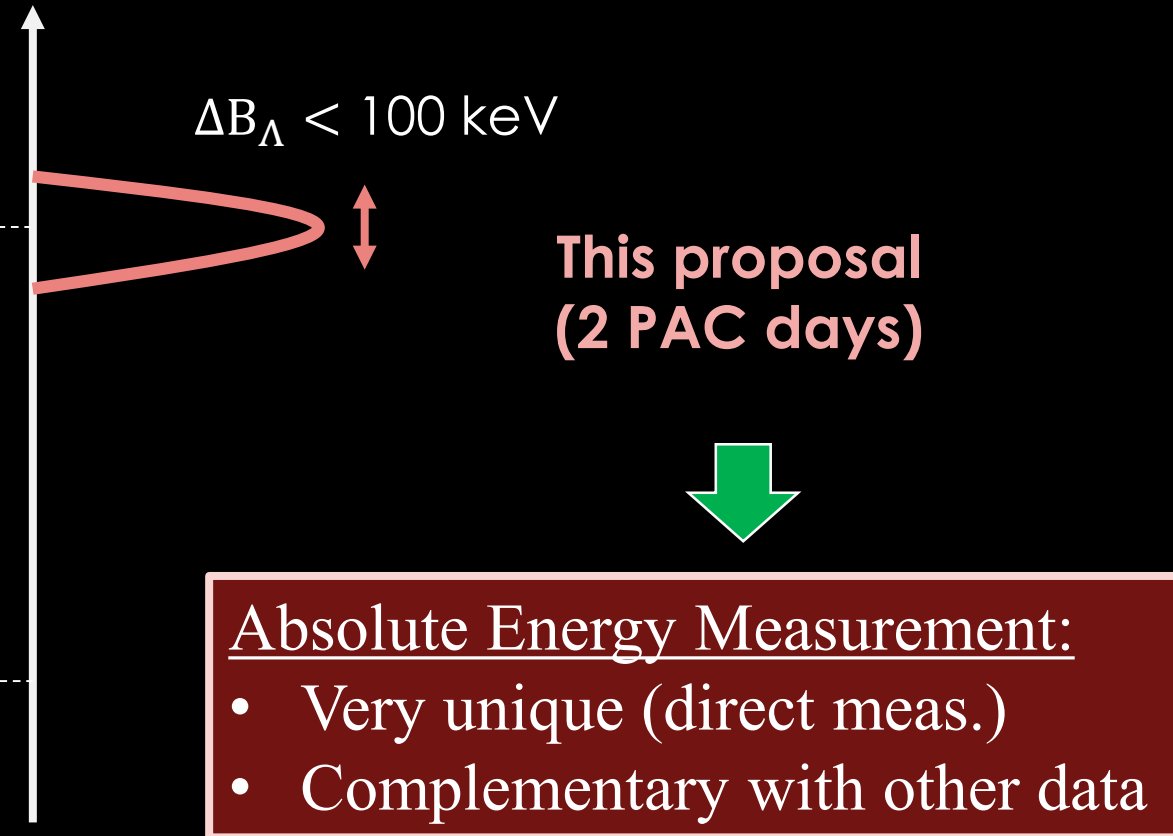 ΔB_Λ < 100 keV
This proposal
(2 PAC days)
Absolute Energy Measurement:
• Very unique (direct meas.)
• Complementary with other data